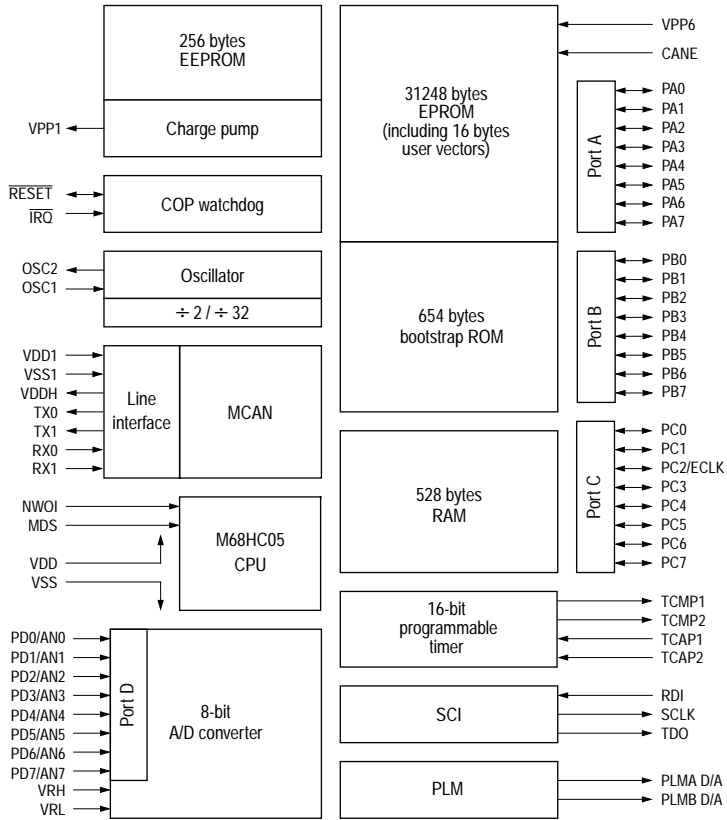 256 bytes
EEPROM
Charge pump
VPP1
COP watchdog
RESET
IRQ
Oscillator
÷ 2 / ÷ 32
OSC2
OSC1
VDD1
VSS1
VDDH
TX0
TX1
RX0
RX1
Line
interface
MCAN
NWOI
MDS
VDD
VSS
M68HC05
CPU
PD0/AN0
PD1/AN1
PD2/AN2
PD3/AN3
PD4/AN4
PD5/AN5
PD6/AN6
PD7/AN7
VRH
VRL
Port D
8-bit
A/D converter
31248 bytes
EPROM
(including 16 bytes
user vectors)
654 bytes
bootstrap ROM
528 bytes
RAM
16-bit
programmable
timer
SCI
PLM
VPP6
CANE
Port A
PA0
PA1
PA2
PA3
PA4
PA5
PA6
PA7
Port B
PB0
PB1
PB2
PB3
PB4
PB5
PB6
PB7
Port C
PC0
PC1
PC2/ECLK
PC3
PC4
PC5
PC6
PC7
TCMP1
TCMP2
TCAP1
TCAP2
RDI
SCLK
TDO
PLMA D/A
PLMB D/A